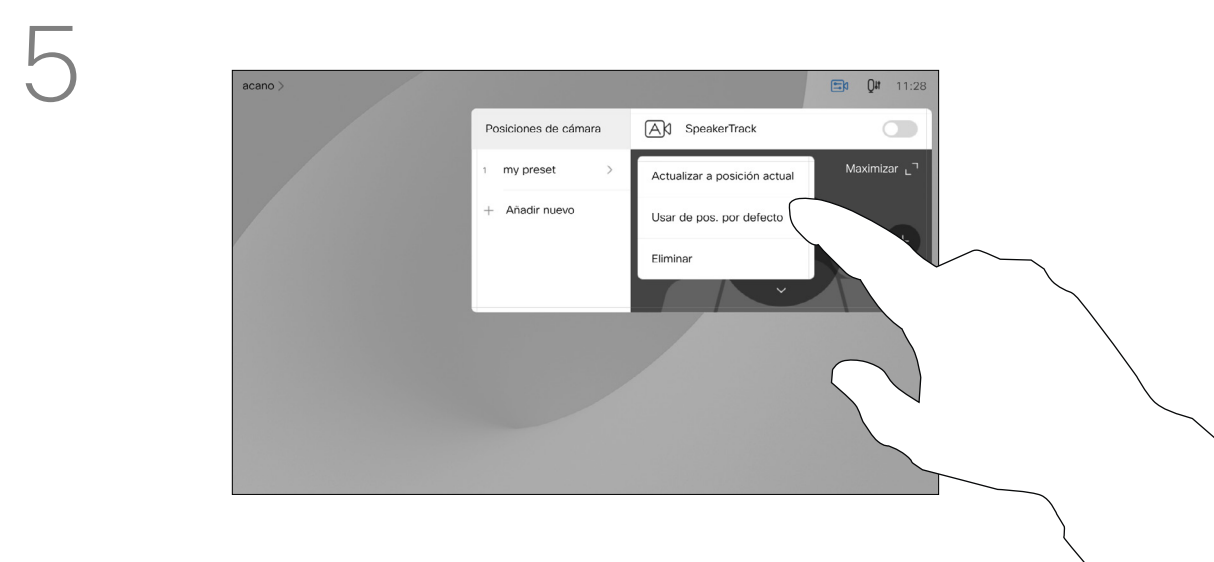 5
acano >
11:28
Posiciones de cámara
SpeakerTrack
1 my preset >
Actualizar a posición actual
Maximizar
+ Añadir nuevo
Usar de pos. por defecto
Eliminar